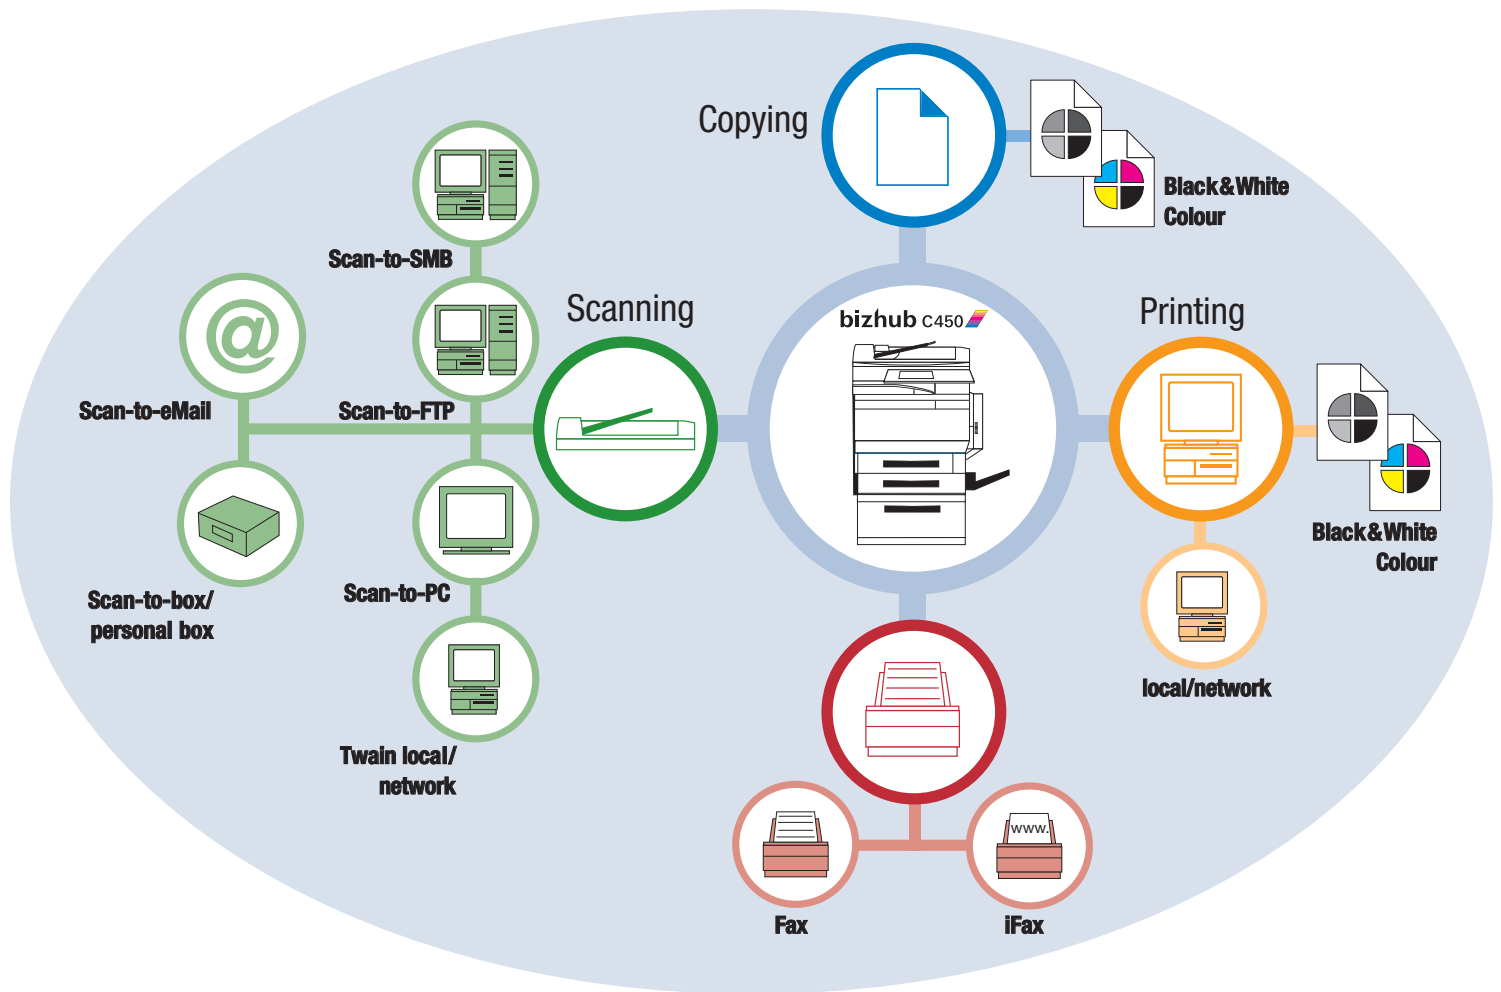 Copying
Black&White
Colour
Scan-to-SMB
Scanning
bizhub C450
Printing
Scan-to-eMail
Scan-to-FTP
Black&White
Colour
Scan-to-PC
Scan-to-box/
personal box
local/network
Twain local/
network
www.
Fax
iFax
@